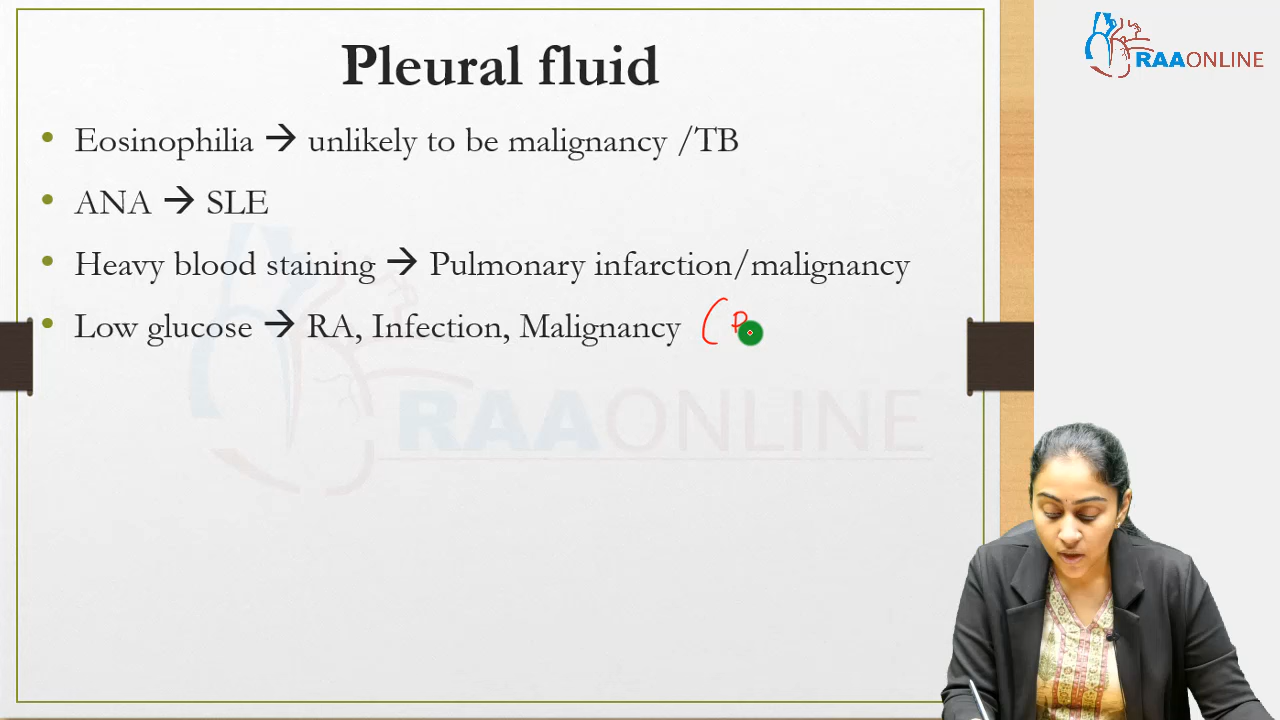 Pleural fluid
RAAONLINE
• Eosinophilia → unlikely to be malignancy /TB
• ANA → SLE
• Heavy blood staining → Pulmonary infarction/malignancy
• Low glucose → RA, Infection, Malignancy (
RAAONLINE